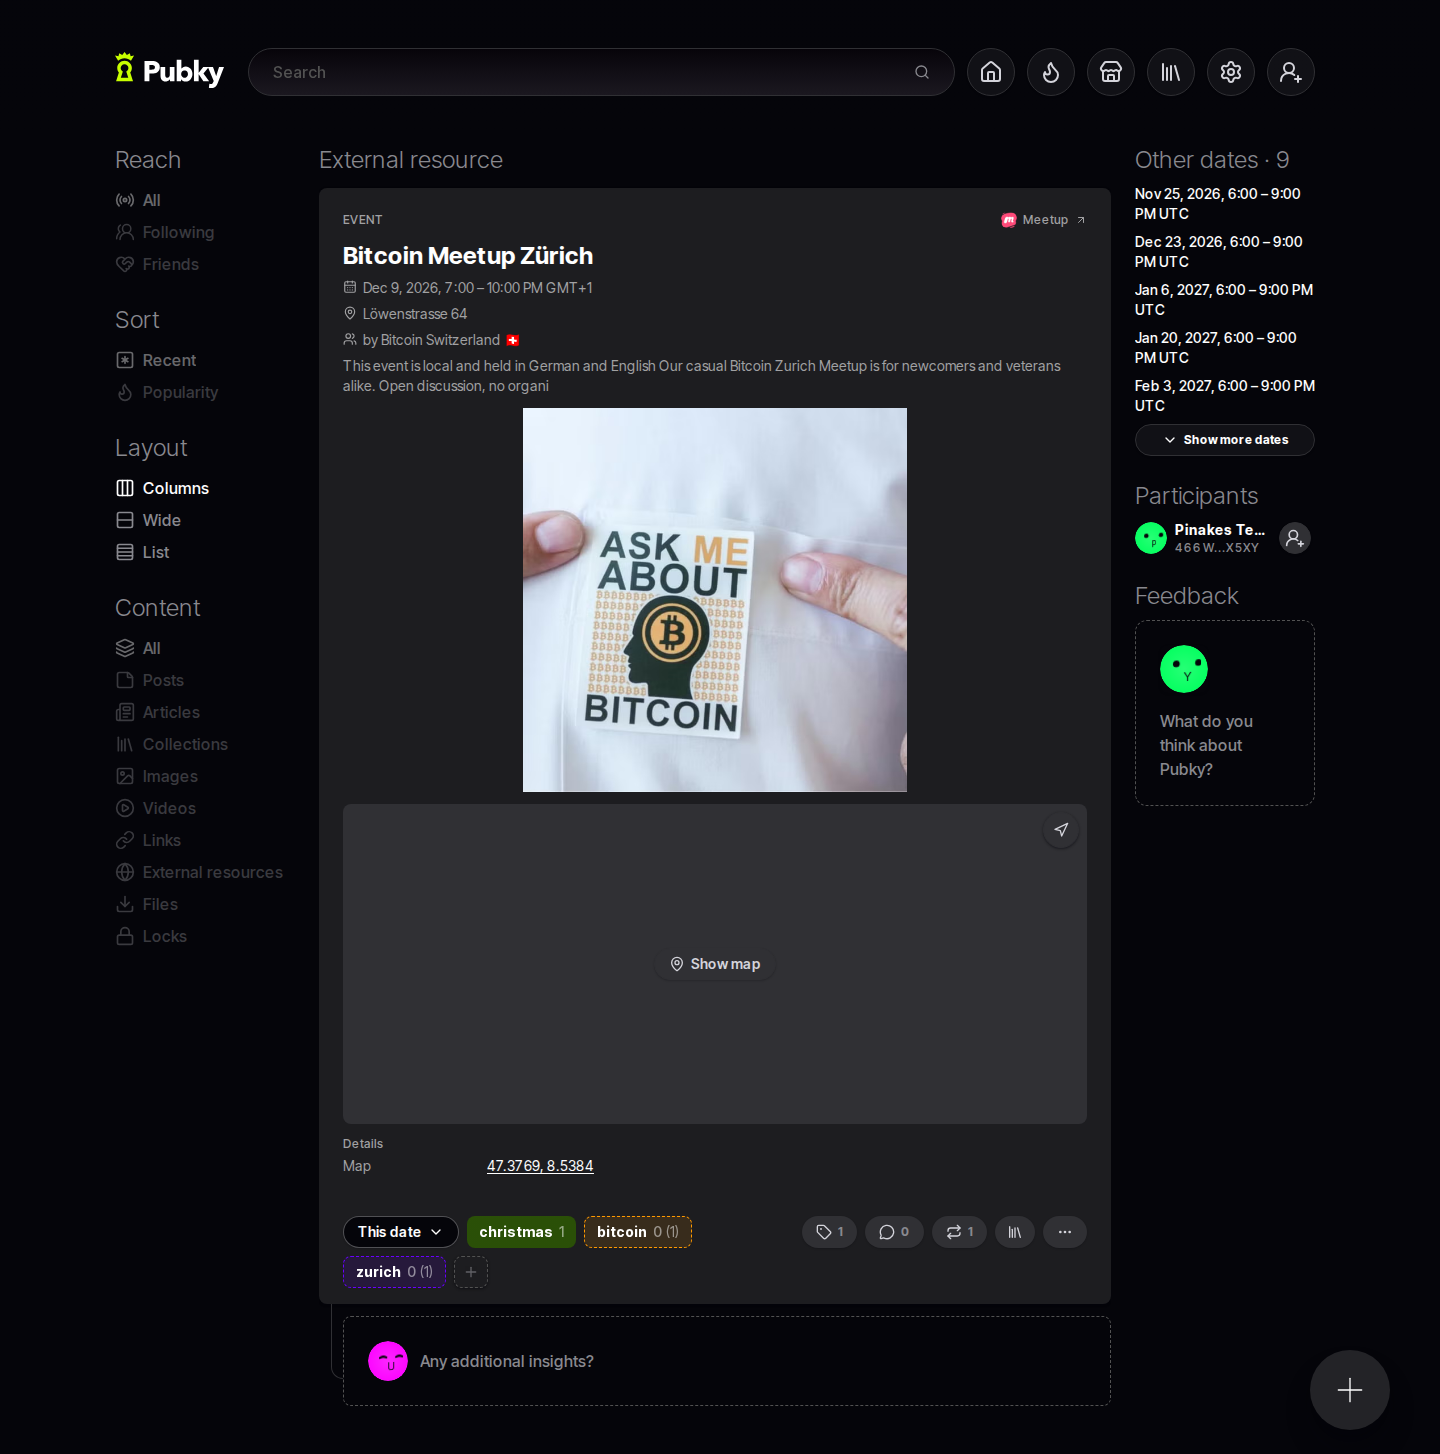 Pubky
Search
Reach
All
Following
Friends
Sort
Recent
Popularity
Layout
Columns
Wide
List
Content
All
Posts
Articles
Collections
Images
Videos
Links
External resources
Files
Locks
External resource
EVENT
Meetup
Bitcoin Meetup Zürich
Dec 9, 2026, 7:00 – 10:00 PM GMT+1
Löwenstrasse 64
by Bitcoin Switzerland 🇨🇭
This event is local and held in German and English Our casual Bitcoin Zurich Meetup is for newcomers and veterans
alike. Open discussion, no organi
ASK ME
ABOUT
BITCOIN
Show map
Details
Map 47.3769, 8.5384
This date christmas 1 bitcoin 0 (1) 1 0 1
zurich 0 (1)
Any additional insights?
Other dates · 9
Nov 25, 2026, 6:00 – 9:00
PM UTC
Dec 23, 2026, 6:00 – 9:00
PM UTC
Jan 6, 2027, 6:00 – 9:00 PM
UTC
Jan 20, 2027, 6:00 – 9:00
PM UTC
Feb 3, 2027, 6:00 – 9:00 PM
UTC
Show more dates
Participants
Pinakes Te...
466W...X5XY
Feedback
What do you
think about
Pubky?